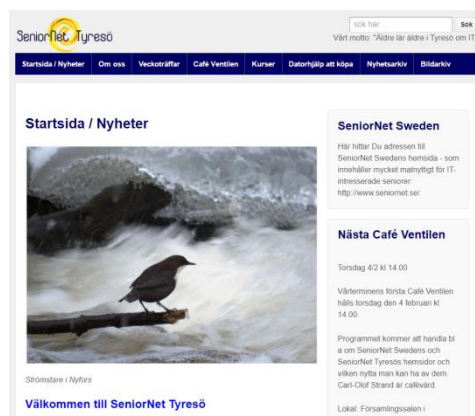 SeniorNet Tyresö
sök här ...
Sök
Vårt motto: "Äldre lär äldre i Tyresö om IT
Startsida / Nyheter Om oss Veckoträffar Café Ventilen Kurser Datorhjälp att köpa Nyhetsarkiv Bildarkiv
Startsida / Nyheter
Strömstare i Nyfors
Välkommen till SeniorNet Tyresö
SeniorNet Sweden
Här hittar Du adressen till
SeniorNet Swedens hemsida - som
innehåller mycket matnyttigt för IT-
intresserade seniorer:
http://www.seniornet.se/
Nästa Café Ventilen
Torsdag 4/2 kl 14.00
Vårterminens första Café Ventilen
hålls torsdag den 4 februari kl
14.00.
Programmet kommer att handla bl
a om SeniorNet Swedens och
SeniorNet Tyresös hemsidor och
vilken nytta man kan ha av dem.
Carl-Olof Strand är cafévärd.
Lokal: Församlingssalen i